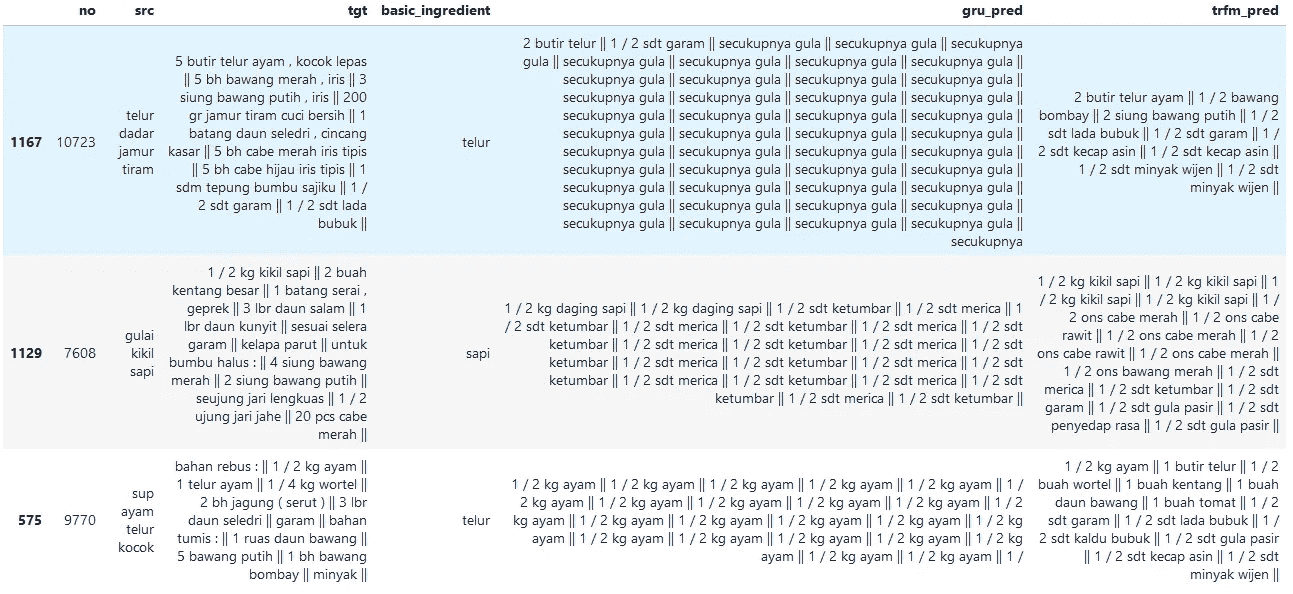 no src tgt basic_ingredient gru_pred trfm_pred
1167 10723
telur
dadar
jamur
tiram
5 butir telur ayam , kocok lepas
|| 5 bh bawang merah , iris || 3
siung bawang putih , iris || 200
gr jamur tiram cuci bersih || 1
batang daun seledri , cincang
kasar || 5 bh cabe merah iris tipis
|| 5 bh cabe hijau iris tipis || 1
sdm tepung bumbu sajiku || 1 /
2 sdt garam || 1 / 2 sdt lada
bubuk ||
telur
2 butir telur || 1 / 2 sdt garam || secukupnya gula || secukupnya gula || secukupnya
gula || secukupnya gula || secukupnya gula || secukupnya gula || secukupnya gula ||
secukupnya gula || secukupnya gula || secukupnya gula || secukupnya gula ||
secukupnya gula || secukupnya gula || secukupnya gula || secukupnya gula ||
secukupnya gula || secukupnya gula || secukupnya gula || secukupnya gula ||
secukupnya gula || secukupnya gula || secukupnya gula || secukupnya gula ||
secukupnya gula || secukupnya gula || secukupnya gula || secukupnya gula ||
secukupnya gula || secukupnya gula || secukupnya gula || secukupnya gula ||
secukupnya gula || secukupnya gula || secukupnya gula || secukupnya gula ||
secukupnya gula || secukupnya gula || secukupnya gula || secukupnya gula ||
secukupnya gula || secukupnya gula || secukupnya gula || secukupnya gula ||
secukupnya
2 butir telur ayam || 1 / 2 bawang
bombay || 2 siung bawang putih || 1 / 2
sdt lada bubuk || 1 / 2 sdt garam || 1 /
2 sdt kecap asin || 1 / 2 sdt kecap asin ||
1 / 2 sdt minyak wijen || 1 / 2 sdt
minyak wijen ||
1129 7608
gulai
kikil
sapi
1 / 2 kg kikil sapi || 2 buah
kentang besar || 1 batang serai ,
geprek || 3 lbr daun salam || 1
lbr daun kunyit || sesuai selera
garam || kelapa parut || untuk
bumbu halus : || 4 siung bawang
merah || 2 siung bawang putih ||
seujung jari lengkuas || 1 / 2
ujung jari jahe || 20 pcs cabe
merah ||
sapi
1 / 2 kg daging sapi || 1 / 2 kg daging sapi || 1 / 2 sdt ketumbar || 1 / 2 sdt merica || 1
/ 2 sdt ketumbar || 1 / 2 sdt merica || 1 / 2 sdt ketumbar || 1 / 2 sdt merica || 1 / 2 sdt
ketumbar || 1 / 2 sdt merica || 1 / 2 sdt ketumbar || 1 / 2 sdt merica || 1 / 2 sdt
ketumbar || 1 / 2 sdt merica || 1 / 2 sdt ketumbar || 1 / 2 sdt merica || 1 / 2 sdt
ketumbar || 1 / 2 sdt merica || 1 / 2 sdt ketumbar || 1 / 2 sdt merica || 1 / 2 sdt
ketumbar || 1 / 2 sdt merica || 1 / 2 sdt ketumbar ||
1 / 2 kg kikil sapi || 1 / 2 kg kikil sapi || 1
/ 2 kg kikil sapi || 1 / 2 kg kikil sapi || 1 /
2 ons cabe merah || 1 / 2 ons cabe
rawit || 1 / 2 ons cabe merah || 1 / 2
ons cabe rawit || 1 / 2 ons cabe merah ||
1 / 2 ons bawang merah || 1 / 2 sdt
merica || 1 / 2 sdt ketumbar || 1 / 2 sdt
garam || 1 / 2 sdt gula pasir || 1 / 2 sdt
penyedap rasa || 1 / 2 sdt gula pasir ||
575 9770
sup
ayam
telur
kocok
bahan rebus : || 1 / 2 kg ayam ||
1 telur ayam || 1 / 4 kg wortel ||
2 bh jagung ( serut ) || 3 lbr
daun seledri || garam || bahan
tumis : || 1 ruas daun bawang ||
5 bawang putih || 1 bh bawang
bombay || minyak ||
telur
1 / 2 kg ayam || 1 / 2 kg ayam || 1 / 2 kg ayam || 1 / 2 kg ayam || 1 / 2 kg ayam || 1 /
2 kg ayam || 1 / 2 kg ayam || 1 / 2 kg ayam || 1 / 2 kg ayam || 1 / 2 kg ayam || 1 / 2
kg ayam || 1 / 2 kg ayam || 1 / 2 kg ayam || 1 / 2 kg ayam || 1 / 2 kg ayam || 1 / 2 kg
ayam || 1 / 2 kg ayam || 1 / 2 kg ayam || 1 / 2 kg ayam || 1 / 2 kg ayam || 1 / 2 kg
ayam || 1 / 2 kg ayam || 1 / 2 kg ayam || 1 /
1 / 2 kg ayam || 1 butir telur || 1 / 2
buah wortel || 1 buah kentang || 1 buah
daun bawang || 1 buah tomat || 1 / 2
sdt garam || 1 / 2 sdt lada bubuk || 1 /
2 sdt kaldu bubuk || 1 / 2 sdt gula pasir
|| 1 / 2 sdt kecap asin || 1 / 2 sdt
minyak wijen ||